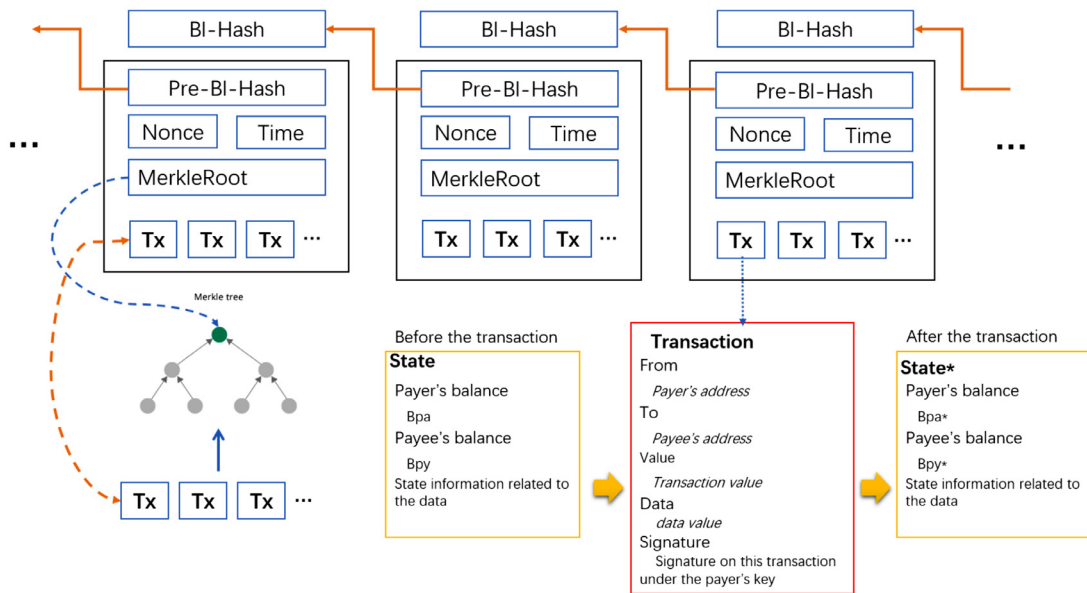 Bl-Hash
Bl-Hash
Bl-Hash
Pre-Bl-Hash
Nonce
Time
MerkleRoot
Tx
Tx
Tx
...
Pre-Bl-Hash
Nonce
Time
MerkleRoot
Tx
Tx
Tx
...
Pre-Bl-Hash
Nonce
Time
MerkleRoot
Tx
Tx
Tx
...
...
...
Merkle tree
Tx
Tx
Tx
...
Before the transaction
State
Payer's balance
Bpa
Payee's balance
Bpy
State information related to
the data
Transaction
From
Payer's address
To
Payee's address
Value
Transaction value
Data
data value
Signature
Signature on this transaction
under the payer's key
After the transaction
State*
Payer's balance
Bpa*
Payee's balance
Bpy*
State information related to
the data